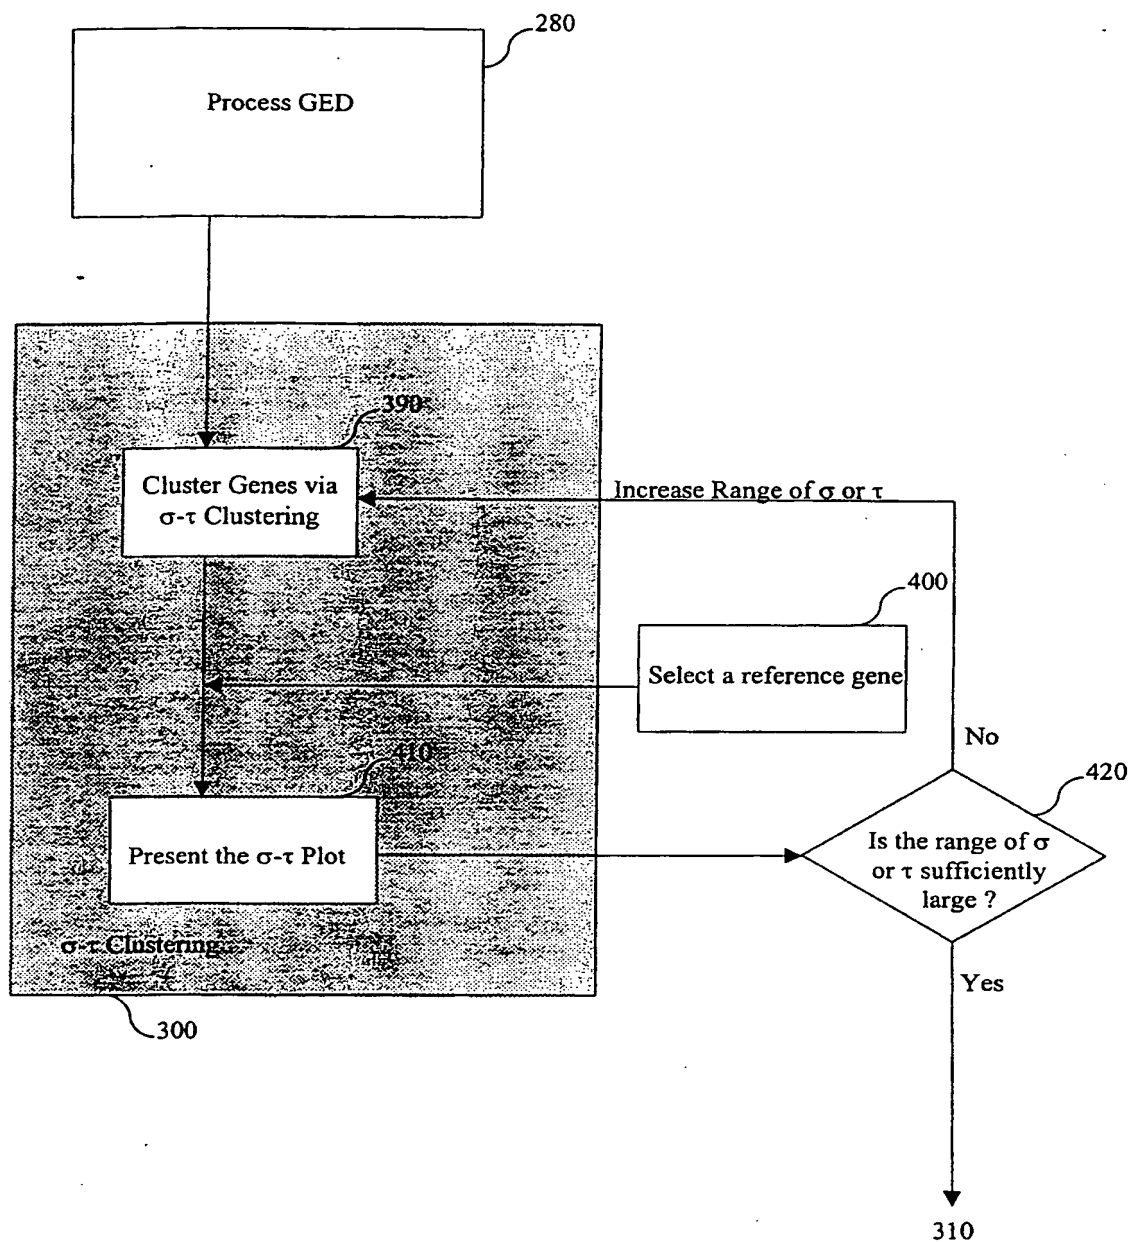 280
Process GED
390
Cluster Genes via
σ-τ Clustering
Increase Range of σ or τ
400
Select a reference gene
No
410
420
Present the σ-τ Plot
Is the range of σ
or τ sufficiently
large ?
σ-τ Clustering
Yes
300
310